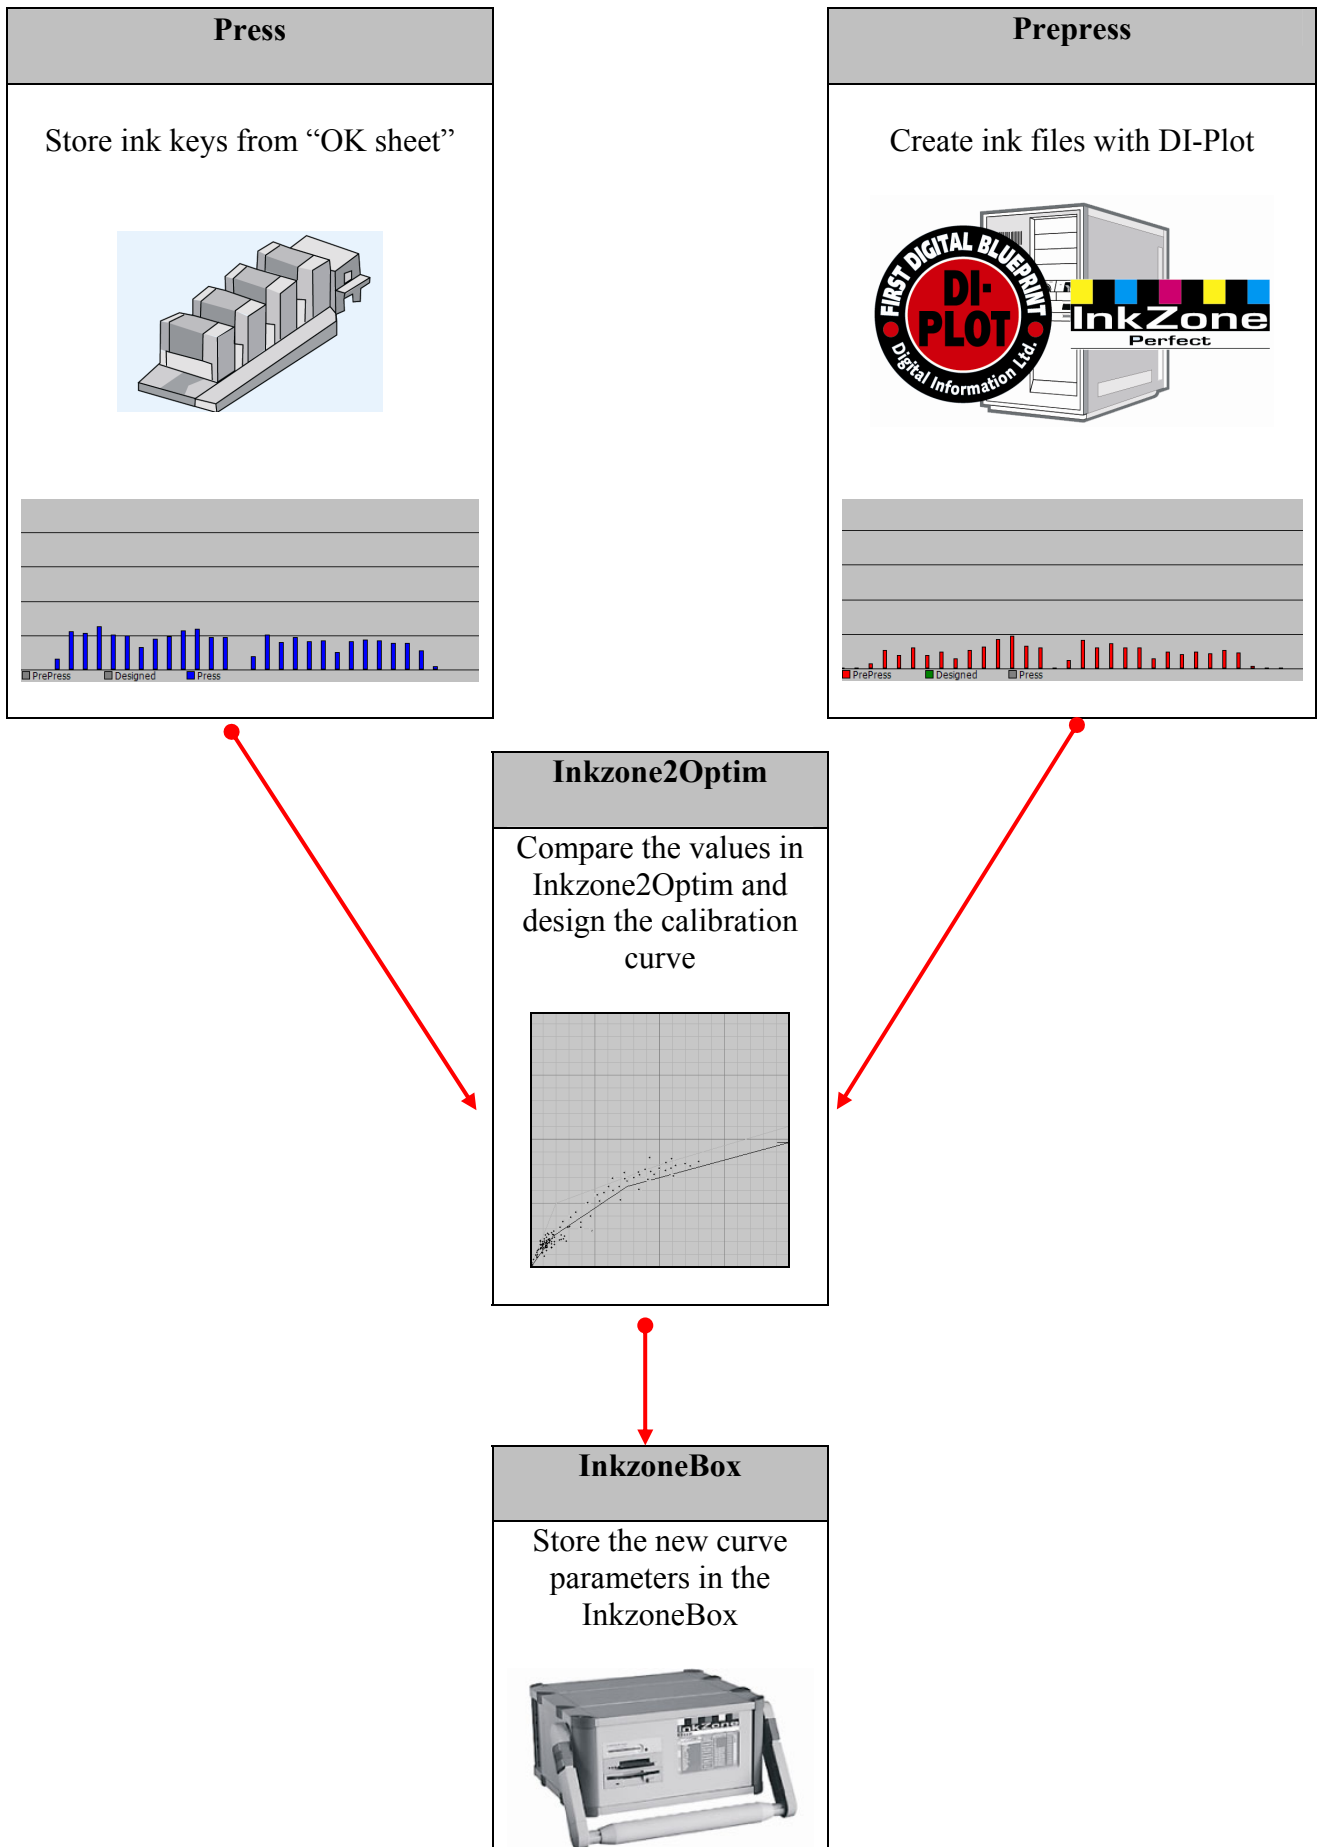 Press
Store ink keys from “OK sheet”
PrePress Designed Press
Prepress
Create ink files with DI-Plot
FIRST DIGITAL BLUEPRINT
DI-
PLOT
Digital Information Ltd.
InkZone
Perfect
PrePress Designed Press
Inkzone2Optim
Compare the values in
Inkzone2Optim and
design the calibration
curve
InkzoneBox
Store the new curve
parameters in the
InkzoneBox
InkZone